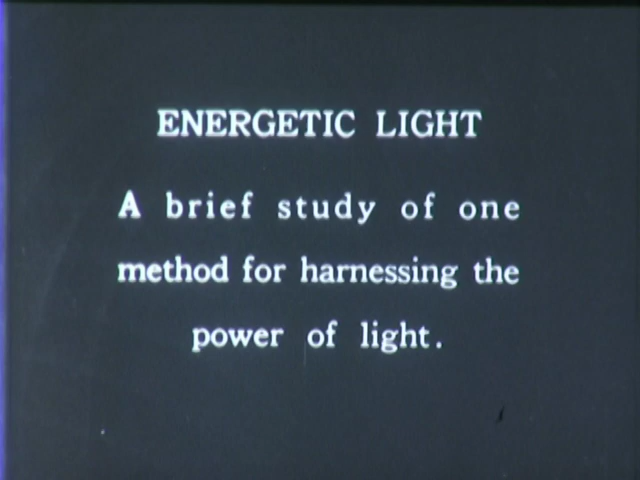 ENERGETIC LIGHT
A brief study of one
method for harnessing the
power of light.